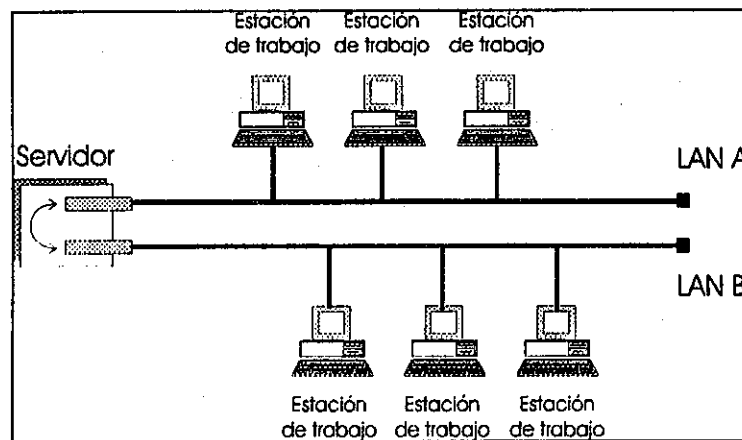 Estación Estación Estación
de trabajo de trabajo de trabajo
Servidor
LAN A
LAN B
Estación Estación Estación
de trabajo de trabajo de trabajo